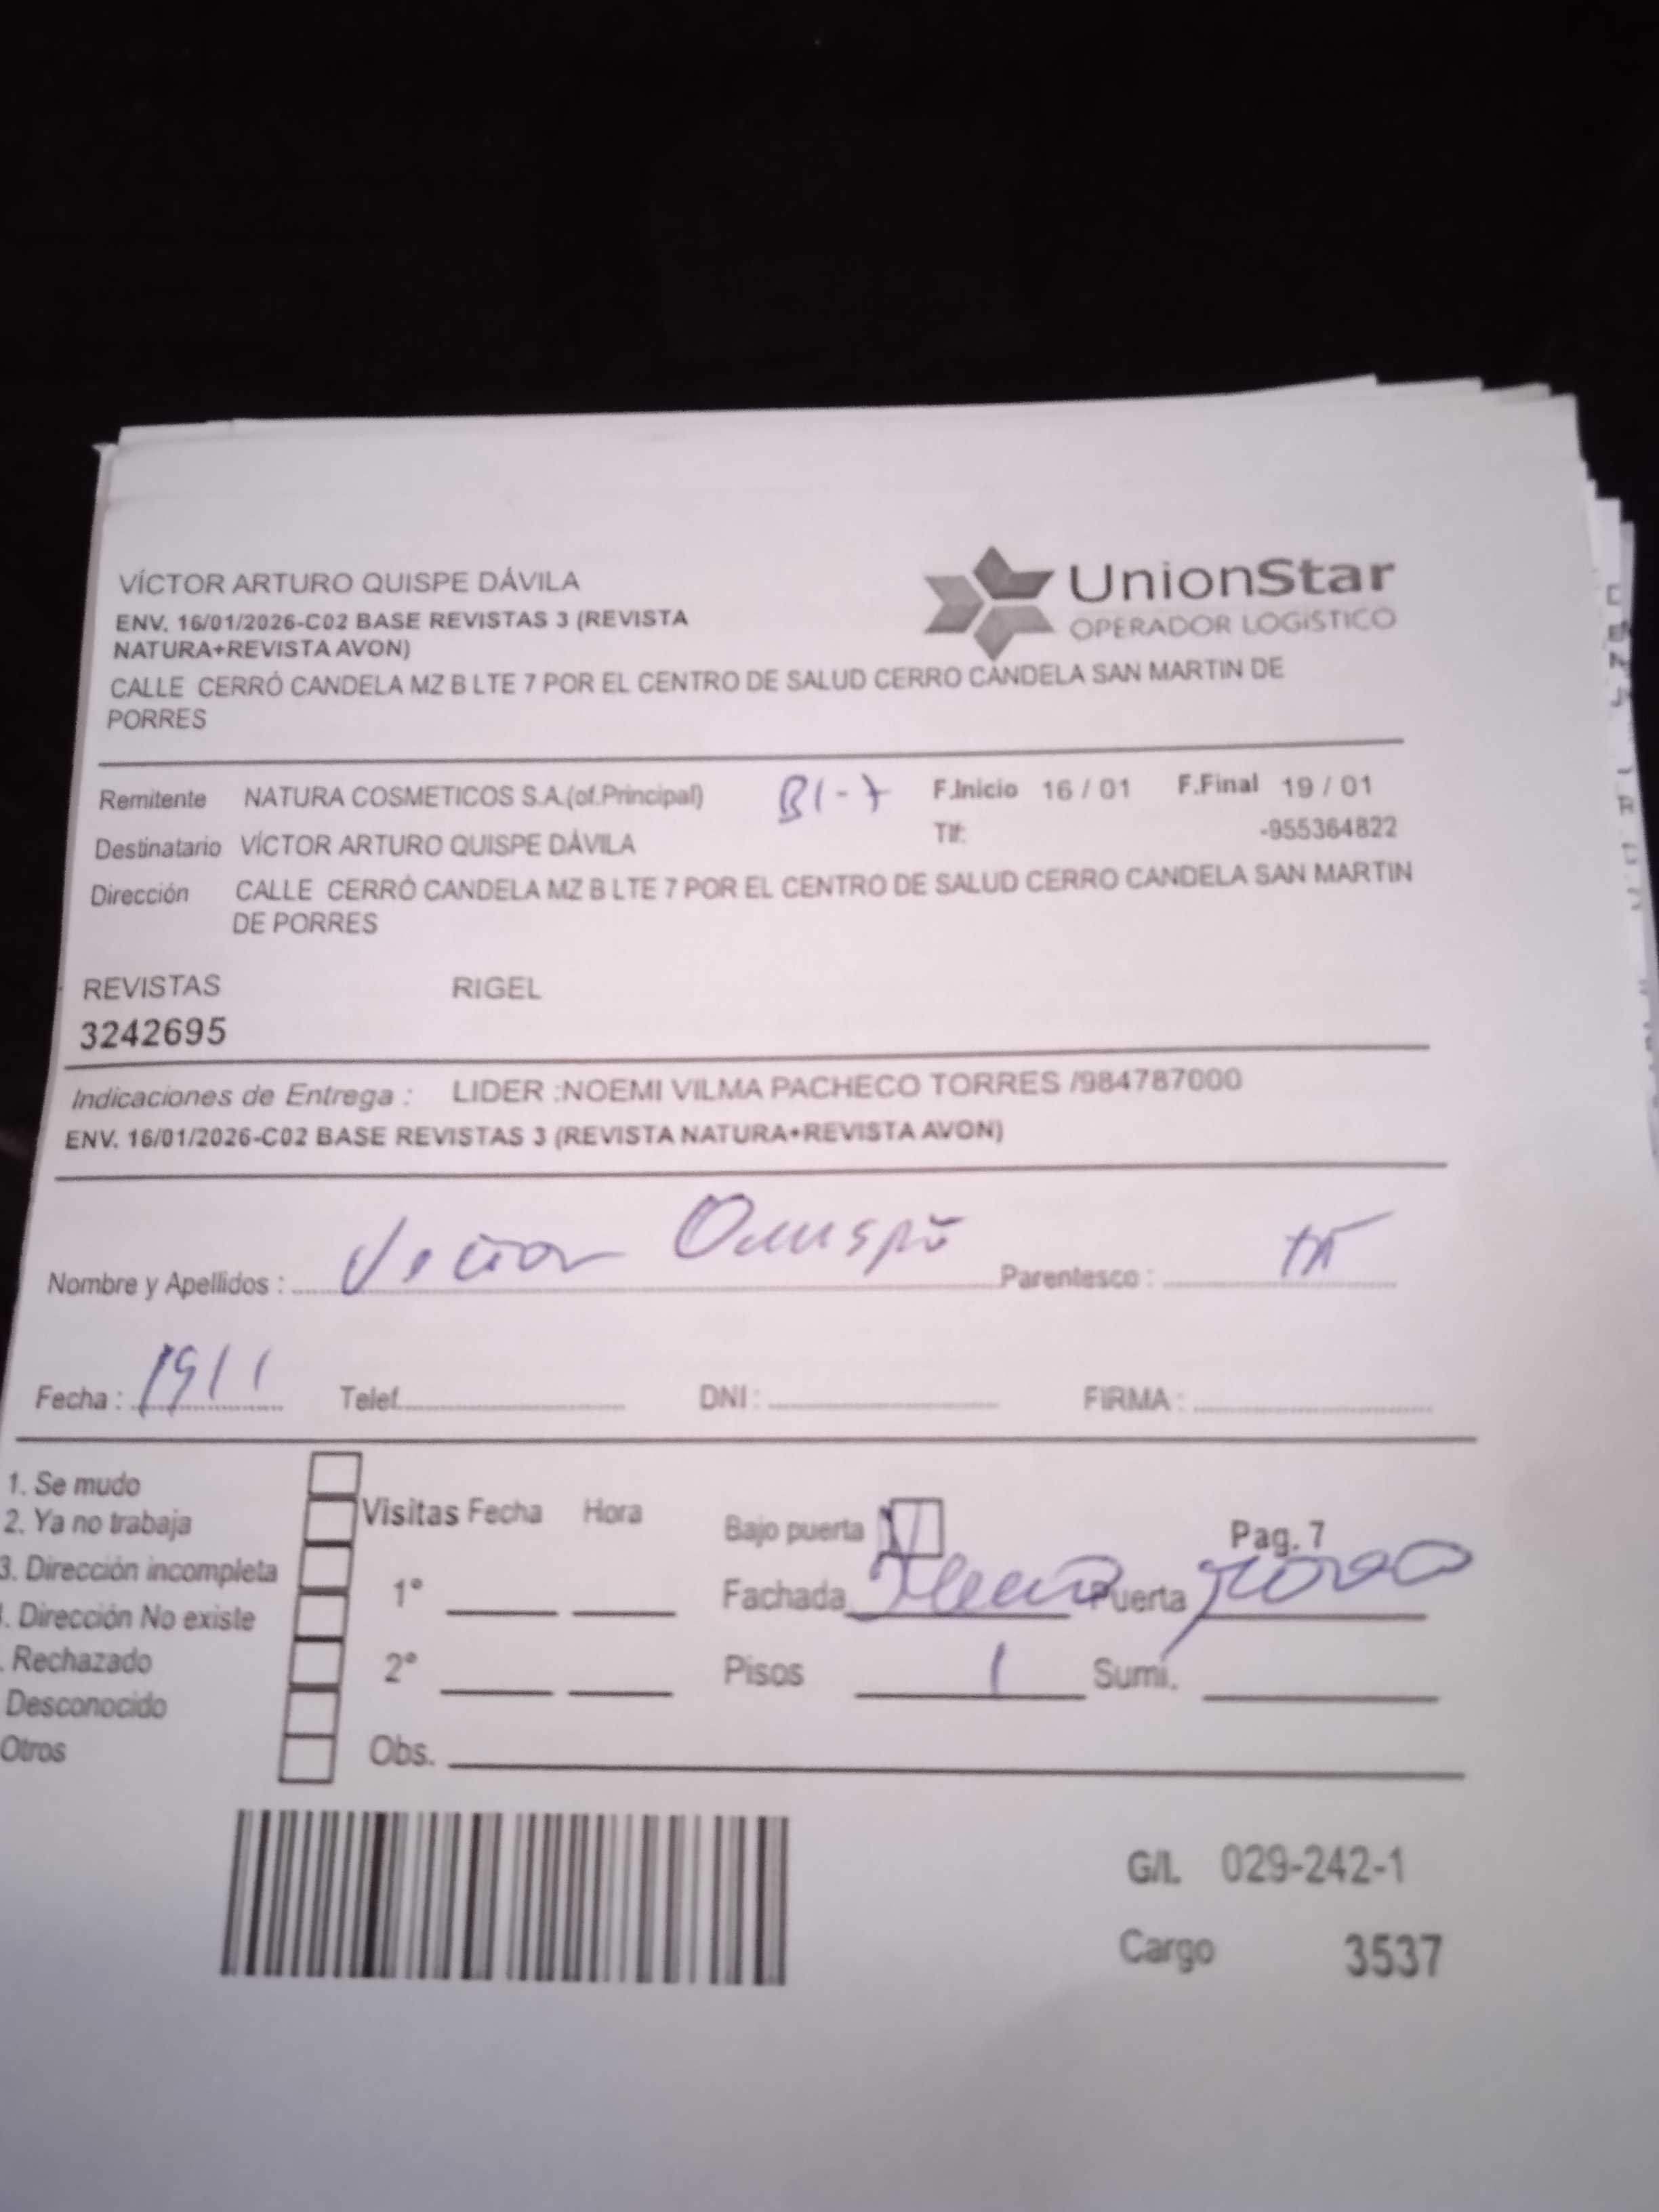 VÍCTOR ARTURO QUISPE DÁVILA
ENV. 16/01/2026-C02 BASE REVISTAS 3 (REVISTA
NATURA+REVISTA AVON)
CALLE CERRÓ CANDELA MZ B LTE 7 POR EL CENTRO DE SALUD CERRO CANDELA SAN MARTIN DE
PORRES
UnionStar
OPERADOR LOGíSTICO
Remitente NATURA COSMETICOS S.A.(of.Principal) B1-7 F.Inicio 16 / 01 F.Final 19 / 01
Destinatario VÍCTOR ARTURO QUISPE DÁVILA Tlf: -955364822
Dirección CALLE CERRÓ CANDELA MZ B LTE 7 POR EL CENTRO DE SALUD CERRO CANDELA SAN MARTIN
DE PORRES
REVISTAS RIGEL
3242695
Indicaciones de Entrega : LIDER :NOEMI VILMA PACHECO TORRES /984787000
ENV. 16/01/2026-C02 BASE REVISTAS 3 (REVISTA NATURA+REVISTA AVON)
Nombre y Apellidos : Victor Quispe Parentesco :
Fecha : 19/1 Telef. DNI : FIRMA :
1. Se mudo
2. Ya no trabaja
3. Dirección incompleta
. Dirección No existe
. Rechazado
Desconocido
Otros
Visitas Fecha Hora
1°
2°
Obs.
Bajo puerta Pag. 7
Fachada Puerta
Pisos 1 Sumi.
G/L 029-242-1
Cargo 3537